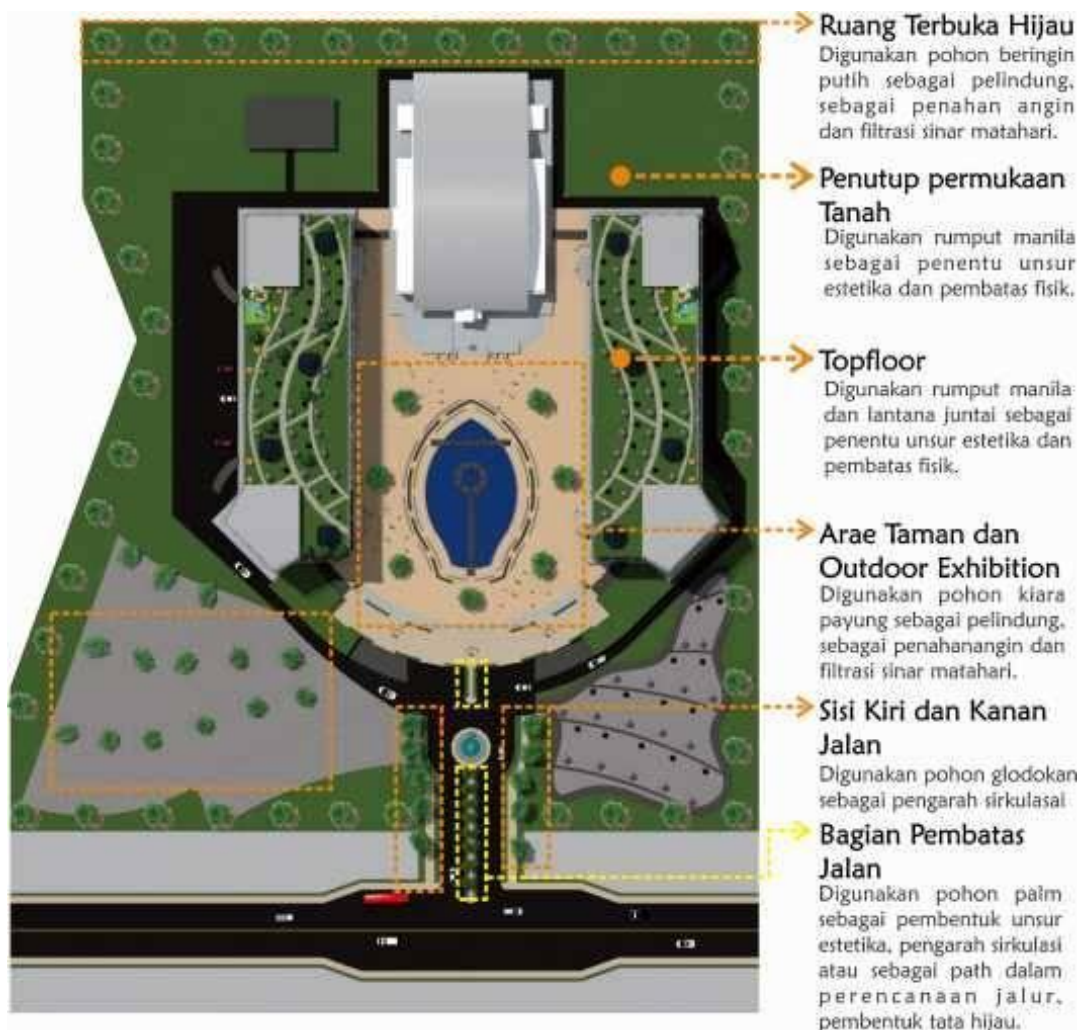 Ruang Terbuka Hijau
Digunakan pohon beringin
putih sebagai pelindung,
sebagai penahan angin
dan filtrasi sinar matahari.
Penutup permukaan
Tanah
Digunakan rumput manila
sebagai penentu unsur
estetika dan pembatas fisik.
Topfloor
Digunakan rumput manila
dan lantana juntai sebagai
penentu unsur estetika dan
pembatas fisik.
Arae Taman dan
Outdoor Exhibition
Digunakan pohon kiara
payung sebagai pelindung,
sebagai penahanangin dan
filtrasi sinar matahari.
Sisi Kiri dan Kanan
Jalan
Digunakan pohon glodokan
sebagai pengarah sirkulasai
Bagian Pembatas
Jalan
Digunakan pohon palm
sebagai pembentuk unsur
estetika, pengarah sirkulasi
atau sebagai path dalam
perencanaan jalur,
pembentuk tata hijau.